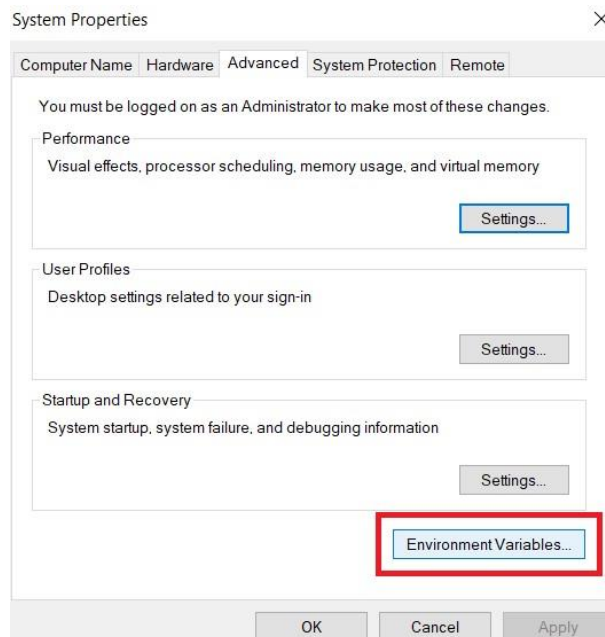 System Properties
Computer Name Hardware Advanced System Protection Remote
You must be logged on as an Administrator to make most of these changes.
Performance
Visual effects, processor scheduling, memory usage, and virtual memory
Settings...
User Profiles
Desktop settings related to your sign-in
Settings...
Startup and Recovery
System startup, system failure, and debugging information
Settings...
Environment Variables...
OK Cancel Apply